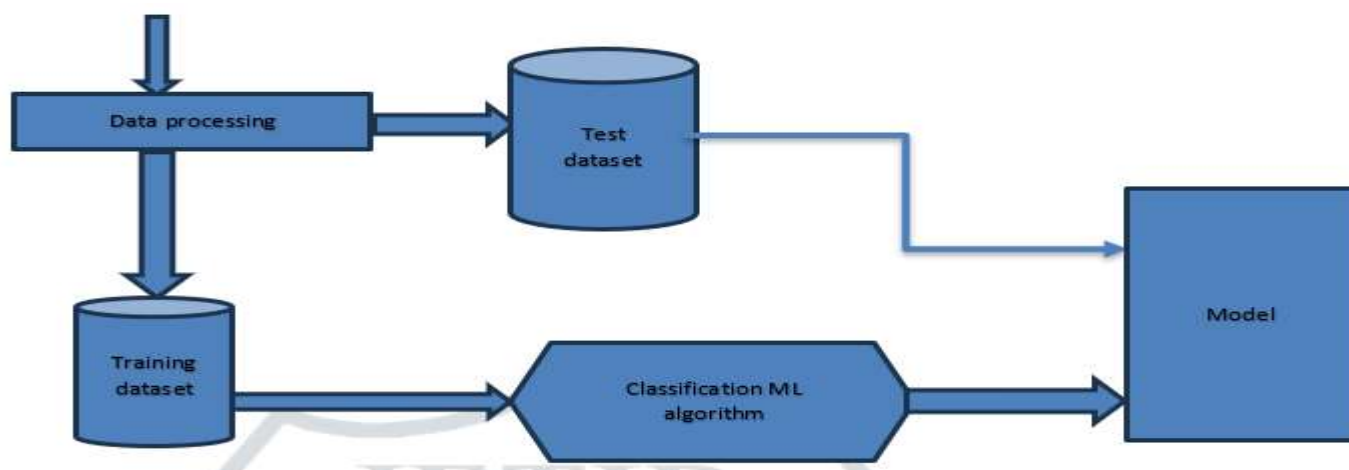 Data processing
Test
dataset
Model
Training
dataset
Classification ML
algorithm